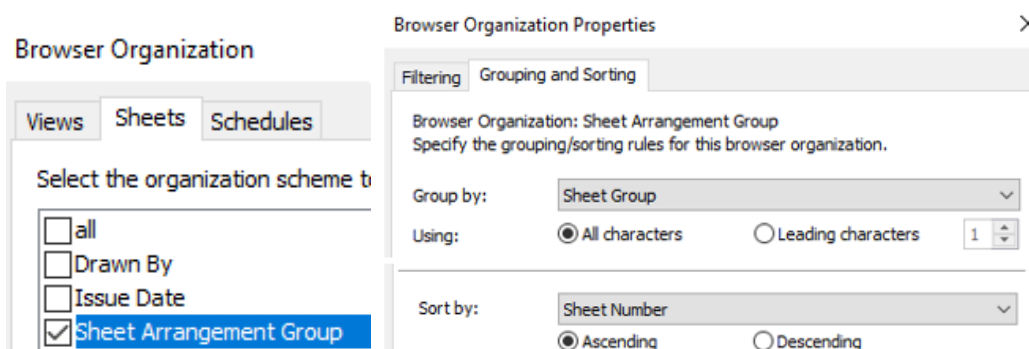 Browser Organization
Views Sheets Schedules
Select the organization scheme t
all
Drawn By
Issue Date
Sheet Arrangement Group
Browser Organization Properties
Filtering Grouping and Sorting
Browser Organization: Sheet Arrangement Group
Specify the grouping/sorting rules for this browser organization.
Group by: Sheet Group
Using: All characters Leading characters 1
Sort by: Sheet Number
Ascending Descending